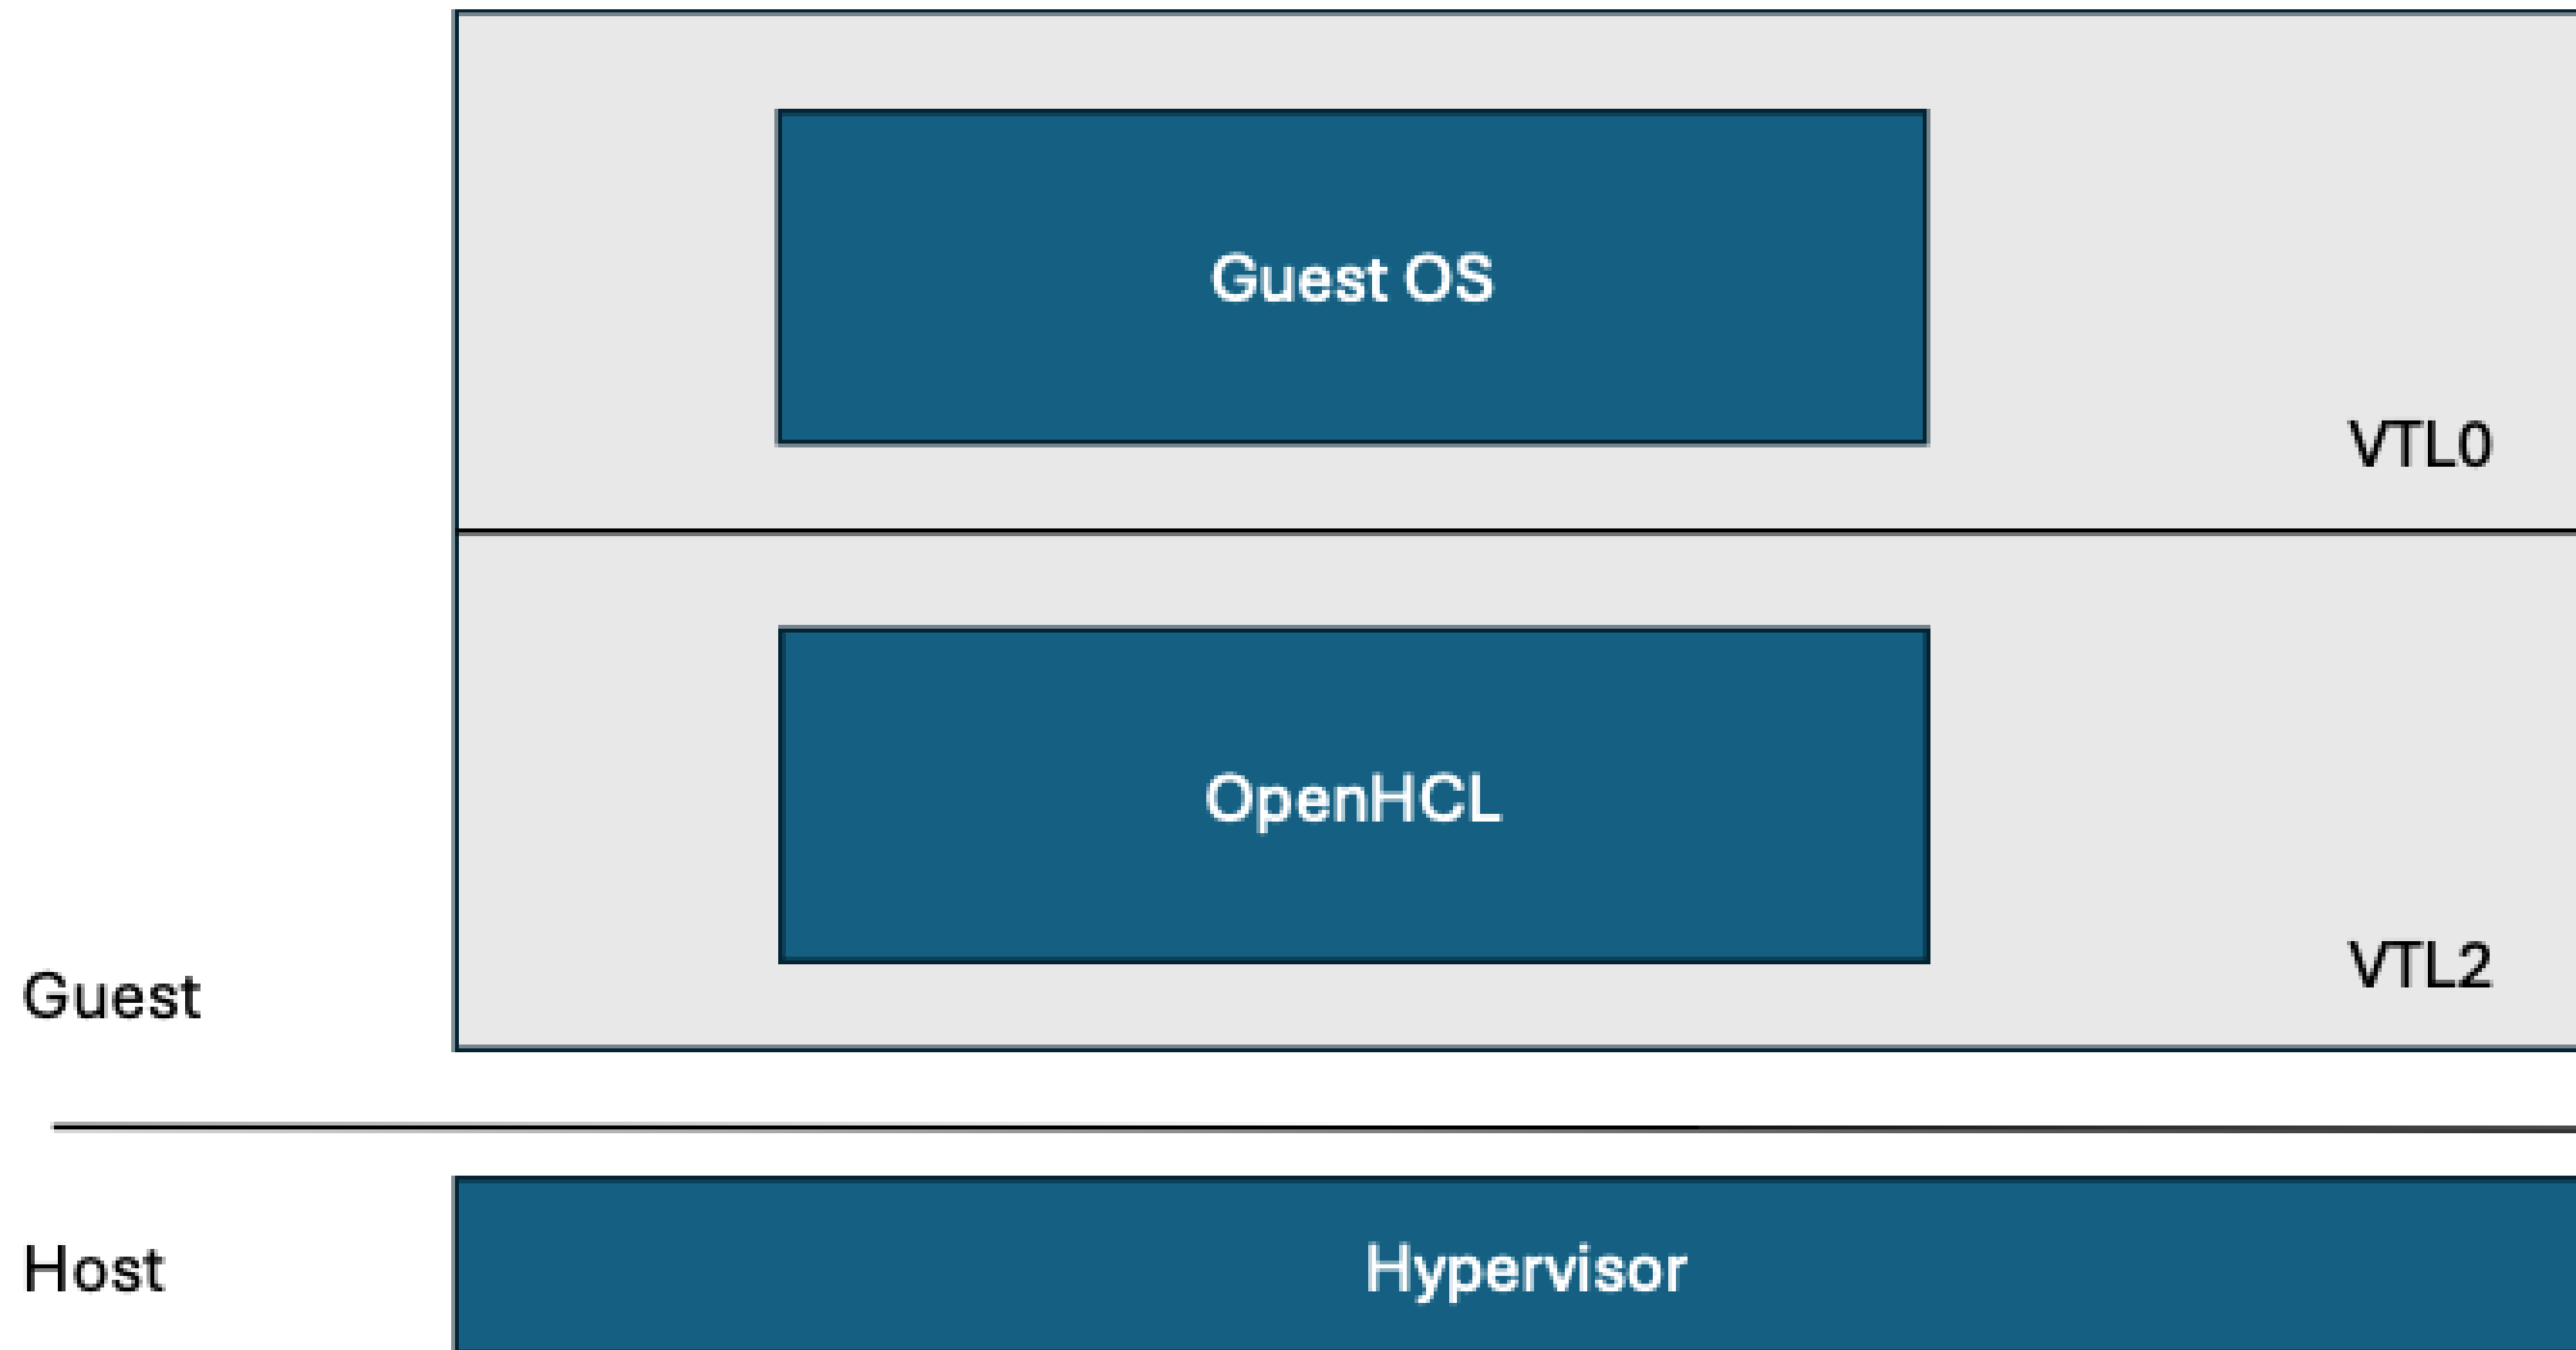 Guest OS
VTL0
OpenHCL
VTL2
Guest
Host
Hypervisor